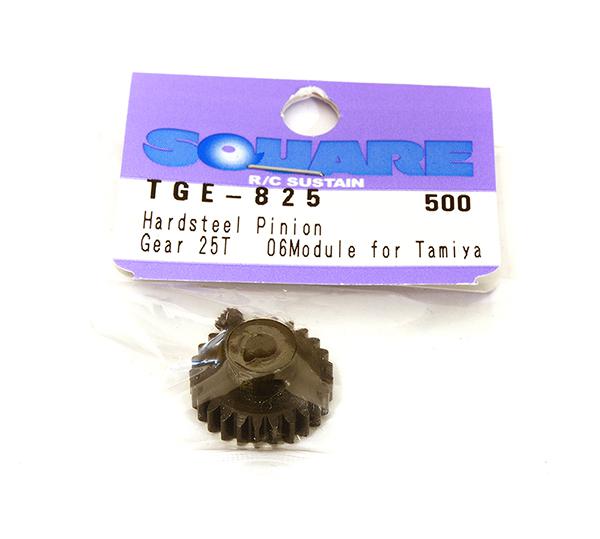 SQUARE
R/C SUSTAIN
TGE-825 500
Hardsteel Pinion
Gear 25T 06Module for Tamiya